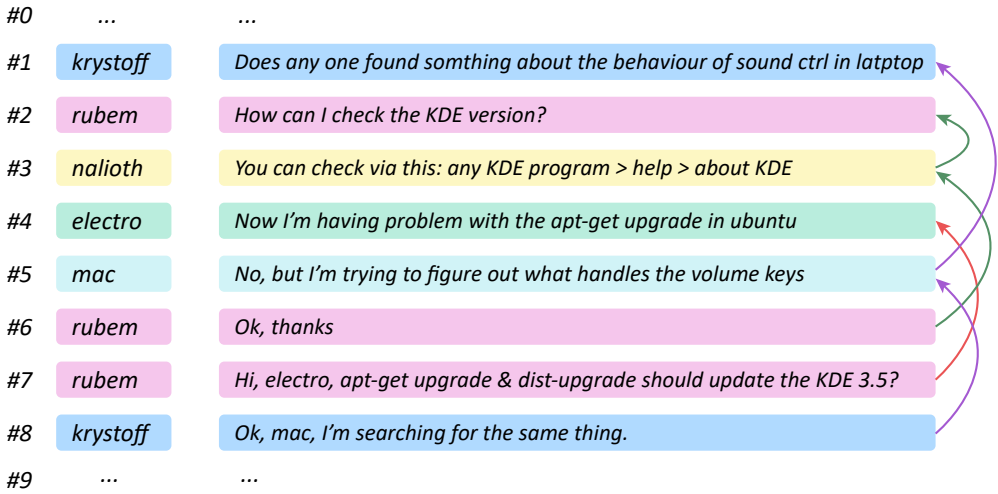 #0 ... ...
#1 krystoff Does any one found somthing about the behaviour of sound ctrl in latptop
#2 rubem How can I check the KDE version?
#3 nalioth You can check via this: any KDE program > help > about KDE
#4 electro Now I’m having problem with the apt-get upgrade in ubuntu
#5 mac No, but I’m trying to figure out what handles the volume keys
#6 rubem Ok, thanks
#7 rubem Hi, electro, apt-get upgrade & dist-upgrade should update the KDE 3.5?
#8 krystoff Ok, mac, I’m searching for the same thing.
#9 ... ...